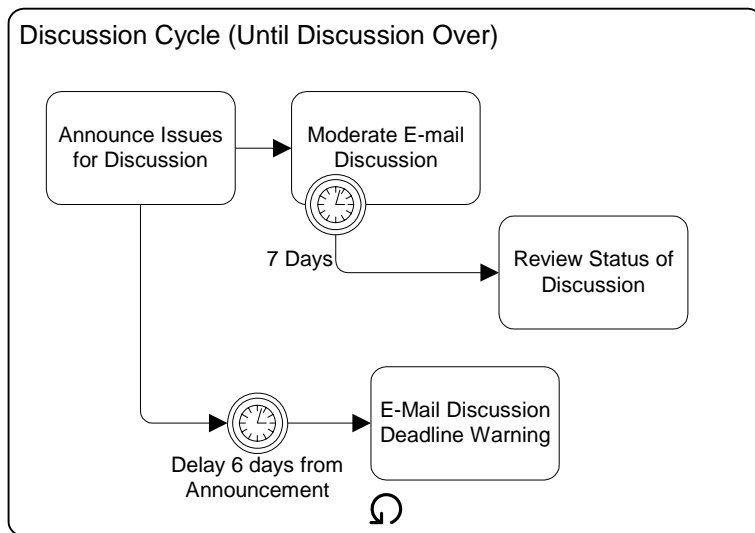 Discussion Cycle (Until Discussion Over)
Announce Issues
for Discussion
Moderate E-mail
Discussion
7 Days
Review Status of
Discussion
E-Mail Discussion
Deadline Warning
Delay 6 days from
Announcement